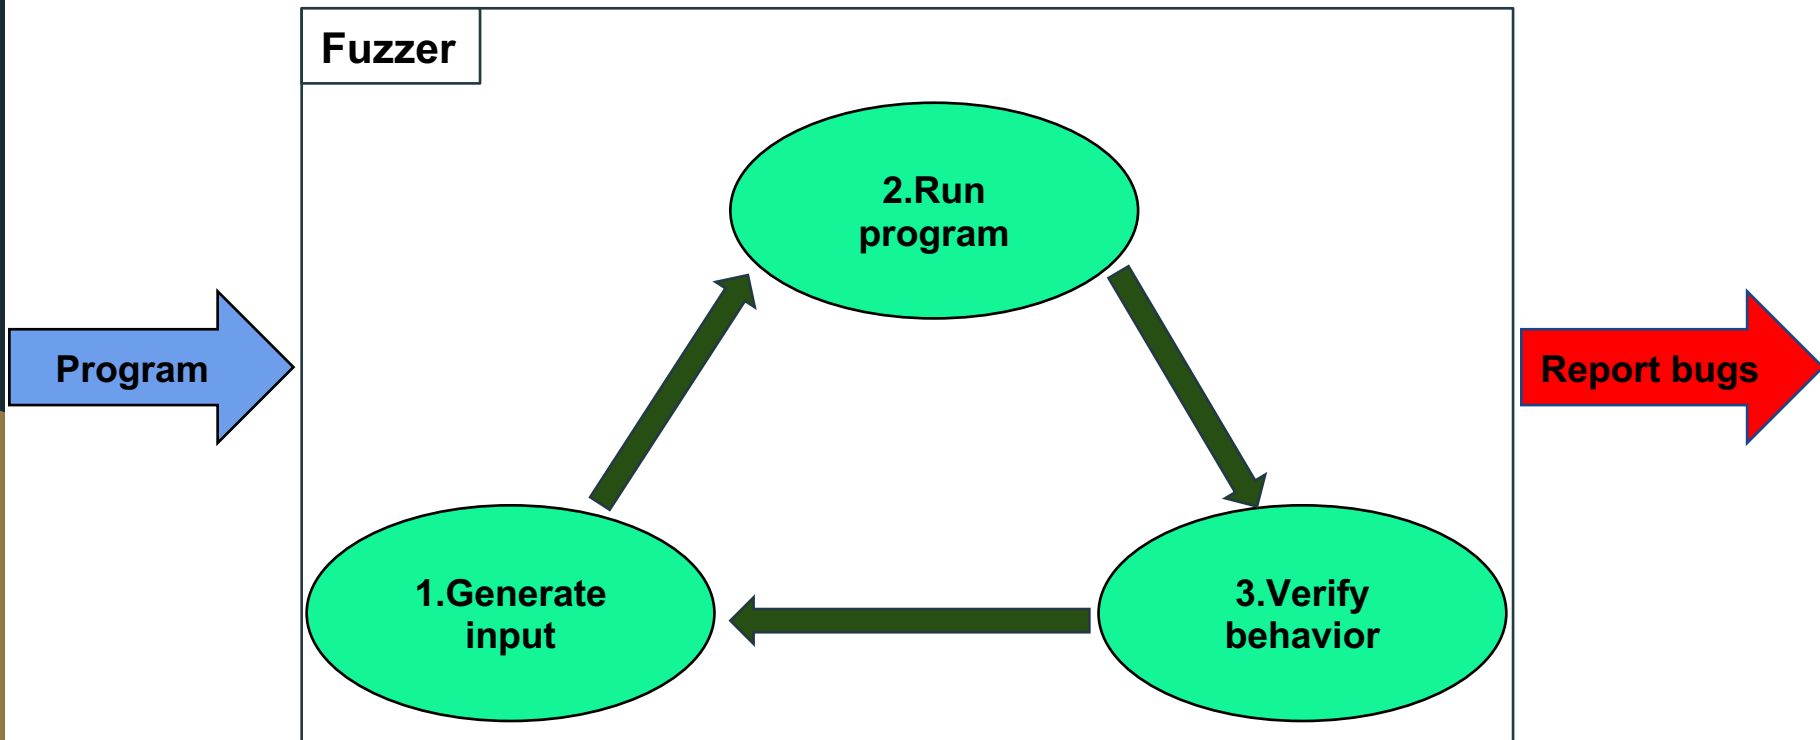 Fuzzer
2.Run
program
Program
Report bugs
1.Generate
input
3.Verify
behavior